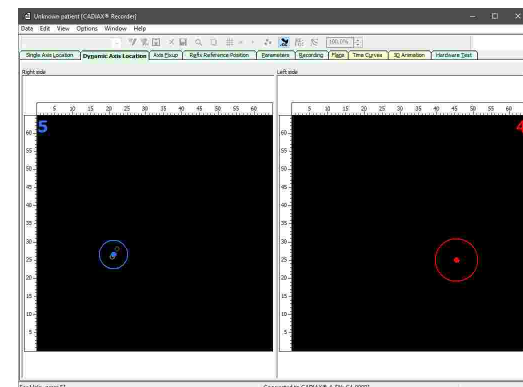 Unknown patient [CADIAX® Recorder]
Data Edit View Options Window Help
100,0%
Single Axis Location Dynamic Axis Location Axis Fixup Refïs Reference Position Parameters Recording Flags Time Curves 3D Animation Hardware Test
Right side
Left side
5 10 15 20 25 30 35 40 45 50 55 60
5 10 15 20 25 30 35 40 45 50 55 60
5
4
60 60
55 55
50 50
45 45
40 40
35 35
30 30
25 25
20 20
15 15
10 10
5 5